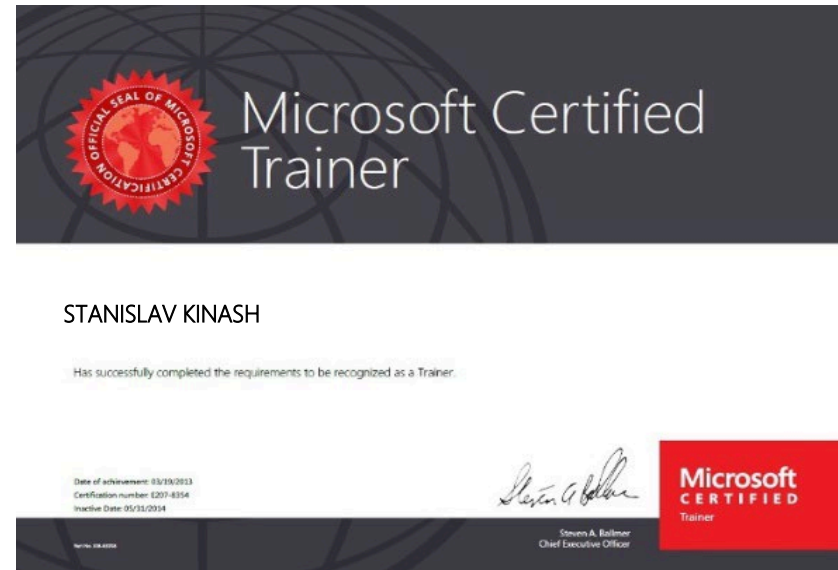 OFFICIAL SEAL OF MICROSOFT CERTIFICATION
Microsoft Certified
Trainer
STANISLAV KINASH
Has successfully completed the requirements to be recognized as a Trainer.
Date of achievement: 03/19/2013
Certification number: E207-8354
Inactive Date: 05/31/2014
Steven A. Ballmer
Chief Executive Officer
Microsoft
CERTIFIED
Trainer
Part No.